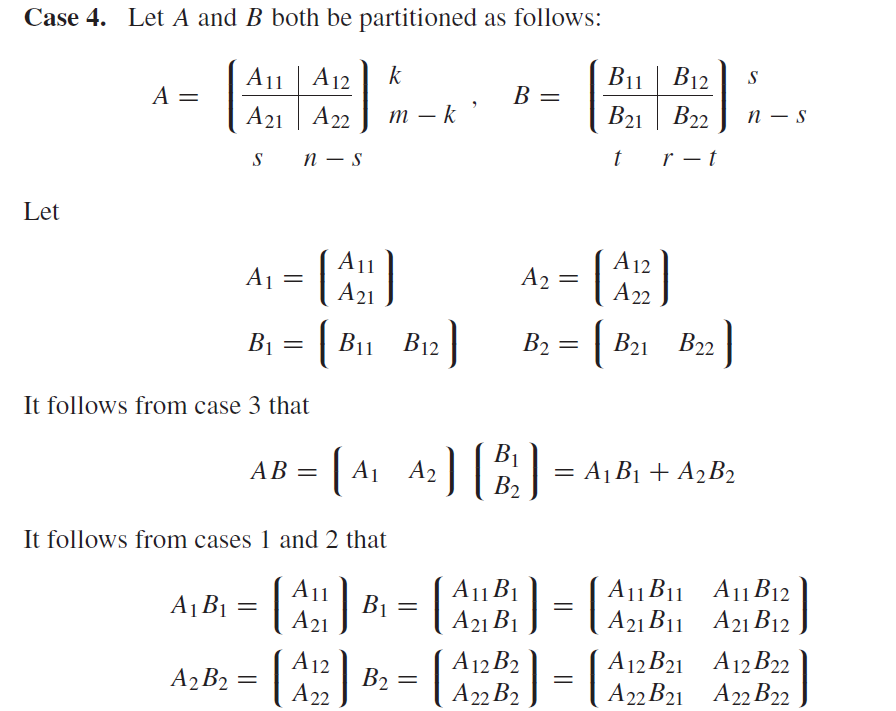 Case 4. Let A and B both be partitioned as follows:
A = ( A11 | A12 ) k , B = ( B11 | B12 ) s
( A21 | A22 ) m − k ( B21 | B22 ) n − s
s n − s t r − t
Let
A1 = ( A11 ) A2 = ( A12 )
( A21 ) ( A22 )
B1 = ( B11 B12 ) B2 = ( B21 B22 )
It follows from case 3 that
AB = ( A1 A2 ) ( B1 ) = A1B1 + A2B2
( B2 )
It follows from cases 1 and 2 that
A1B1 = ( A11 ) B1 = ( A11B1 ) = ( A11B11 A11B12 )
( A21 ) ( A21B1 ) ( A21B11 A21B12 )
A2B2 = ( A12 ) B2 = ( A12B2 ) = ( A12B21 A12B22 )
( A22 ) ( A22B2 ) ( A22B21 A22B22 )